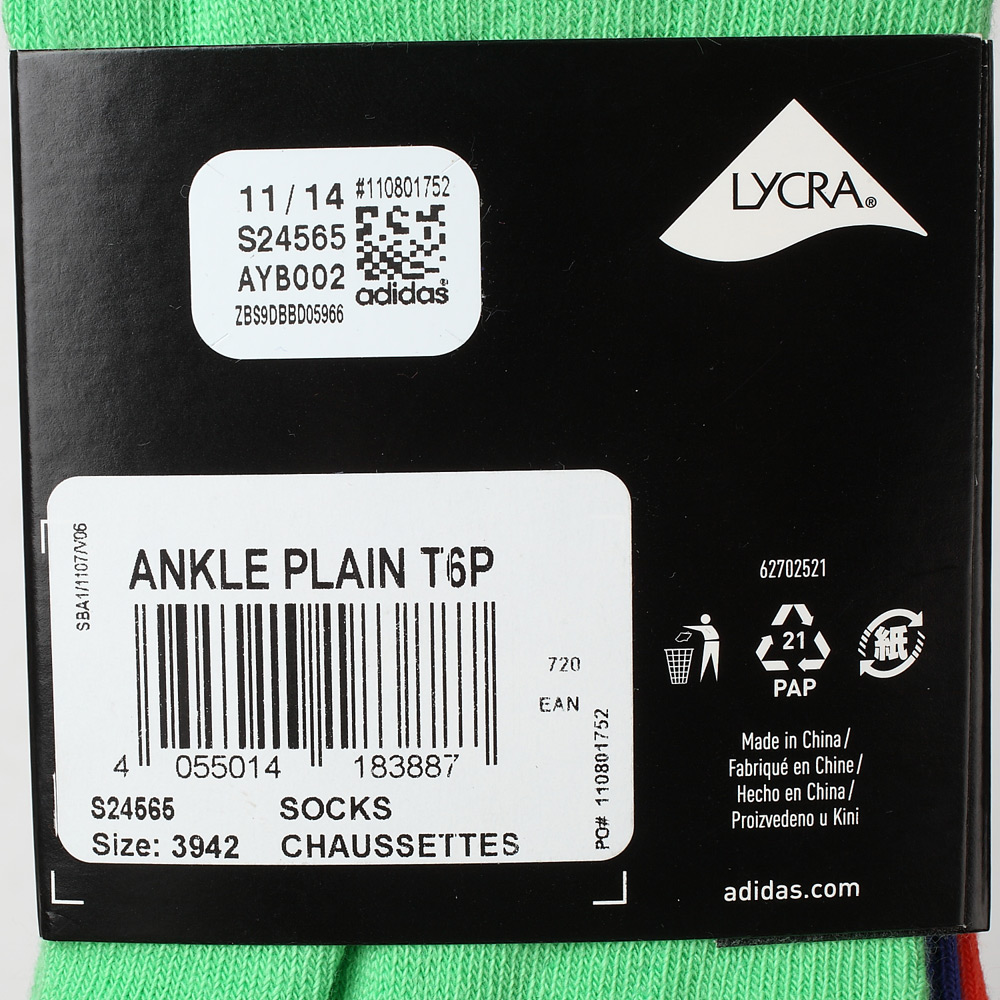 11/14 #110801752
S24565
AYB002
adidas
ZBS9DBBD05966
LYCRA®
SBA1/1107/V06
ANKLE PLAIN T6P
720
EAN
4 055014 183887
PO# 110801752
S24565 SOCKS
Size: 3942 CHAUSSETTES
62702521
21
PAP
紙
Made in China/
Fabriqué en Chine/
Hecho en China/
Proizvedeno u Kini
adidas.com